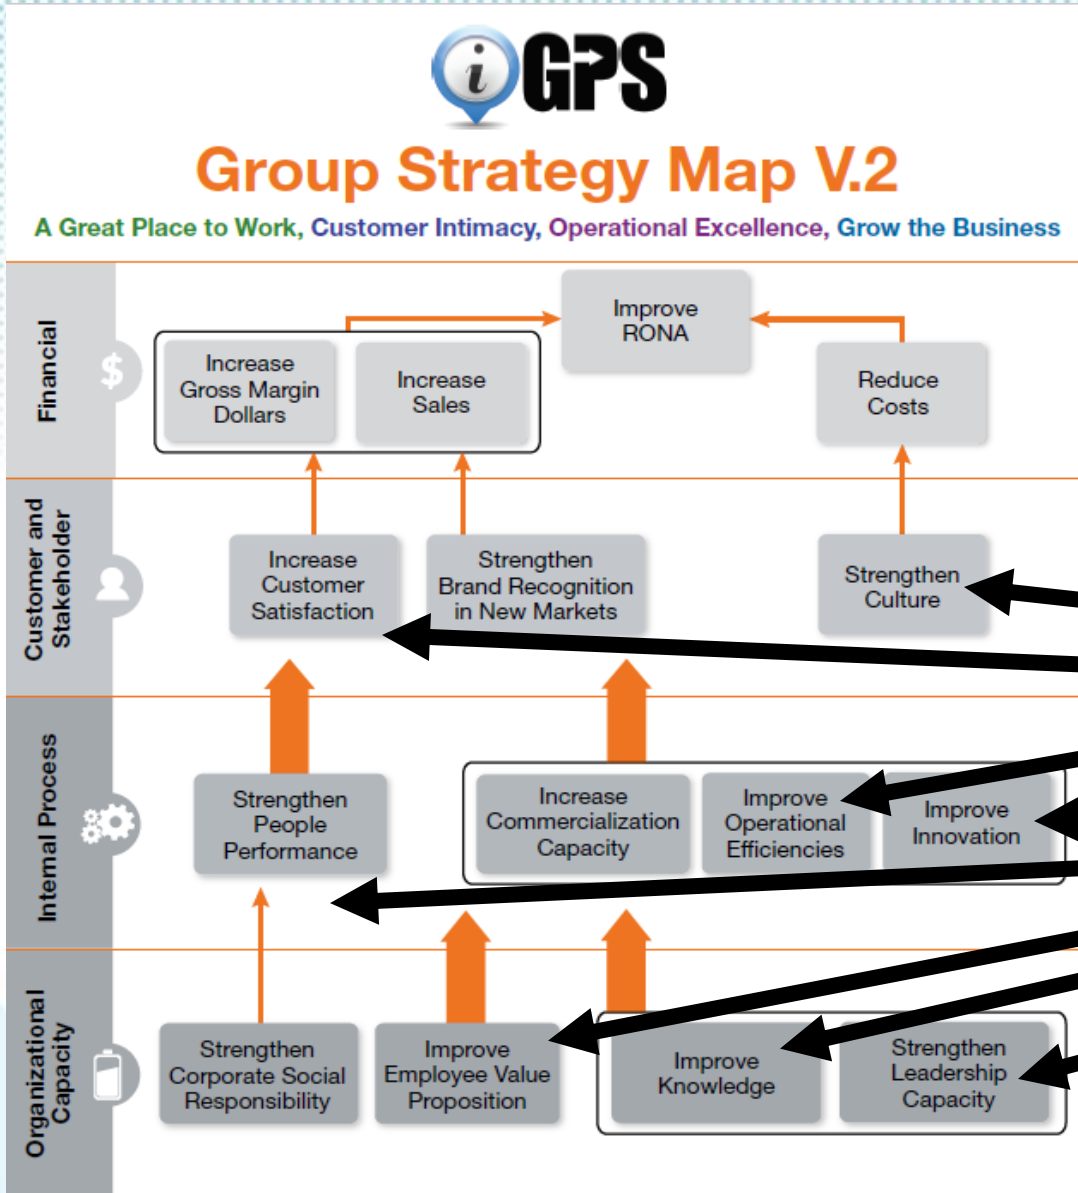 i GPS
Group Strategy Map V.2
A Great Place to Work, Customer Intimacy, Operational Excellence, Grow the Business
Financial
$
Improve
RONA
Increase
Gross Margin
Dollars
Increase
Sales
Reduce
Costs
Customer and
Stakeholder
Increase
Customer
Satisfaction
Strengthen
Brand Recognition
in New Markets
Strengthen
Culture
Internal Process
Strengthen
People
Performance
Increase
Commercialization
Capacity
Improve
Operational
Efficiencies
Improve
Innovation
Organizational
Capacity
Strengthen
Corporate Social
Responsibility
Improve
Employee Value
Proposition
Improve
Knowledge
Strengthen
Leadership
Capacity